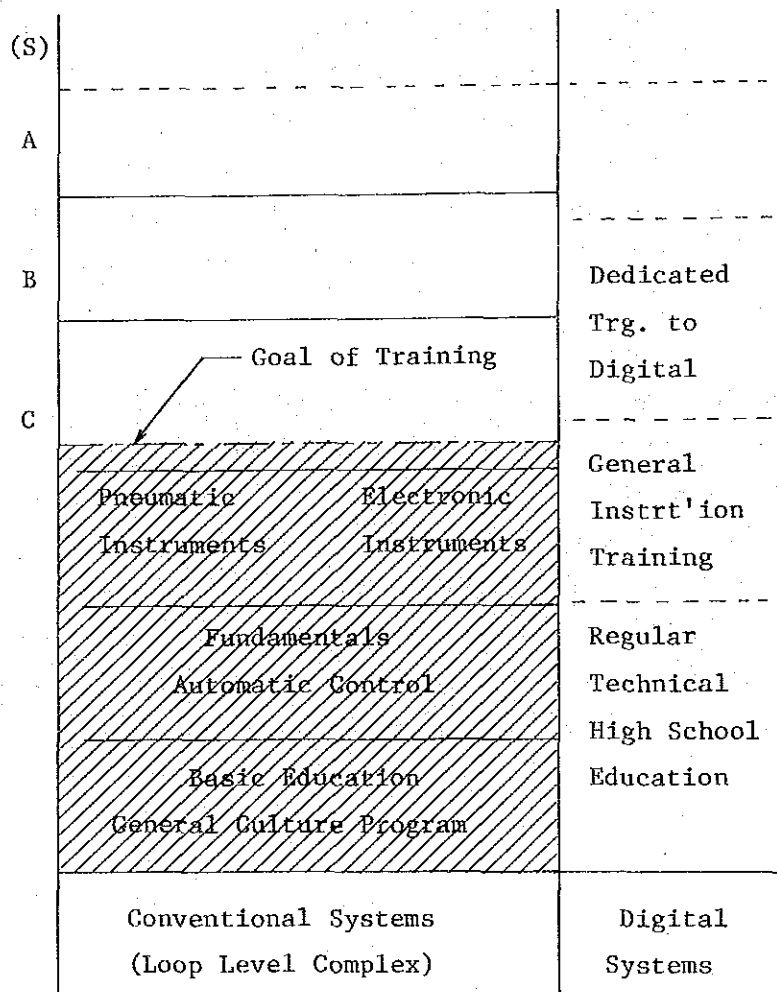 (S)
A
B
Dedicated
Trg. to
Digital
Goal of Training
C
General
Instrt'ion
Training
Pneumatic Electronic
Instruments Instruments
Fundamentals
Automatic Control
Regular
Technical
High School
Education
Basic Education
General Culture Program
Conventional Systems
(Loop Level Complex)
Digital
Systems